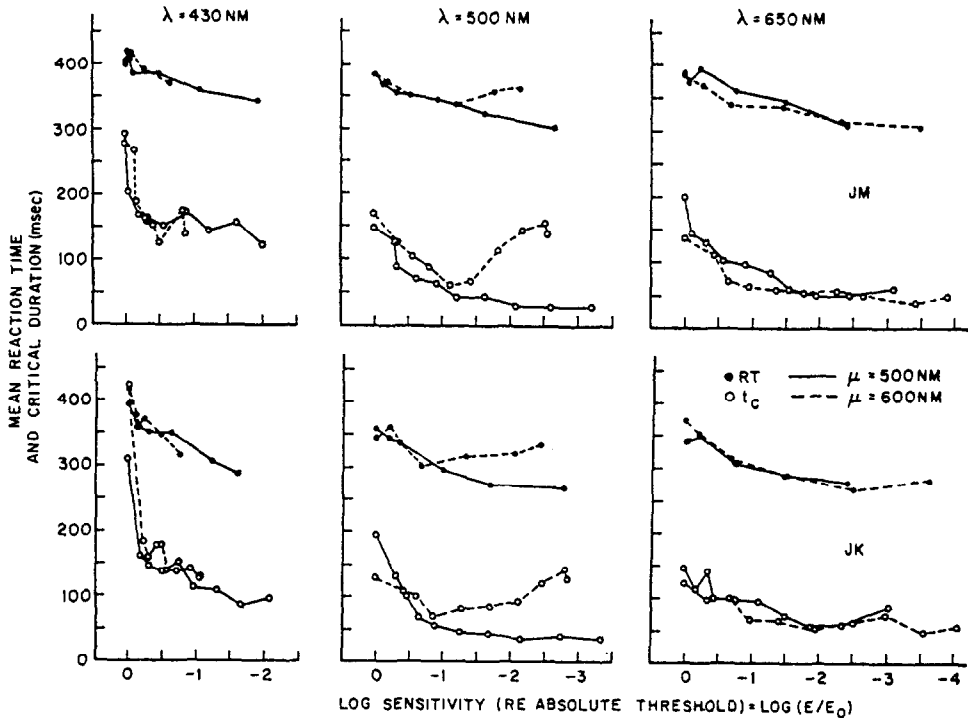 λ = 430 NM
λ = 500 NM
λ = 650 NM
MEAN REACTION TIME
AND CRITICAL DURATION (msec)
400
300
200
100
0
JM
400
300
200
100
0
● RT —— μ = 500 NM
○ tc ---- μ = 600 NM
JK
0 -1 -2
0 -1 -2 -3
0 -1 -2 -3 -4
LOG SENSITIVITY (RE ABSOLUTE THRESHOLD) = LOG (E/E0)